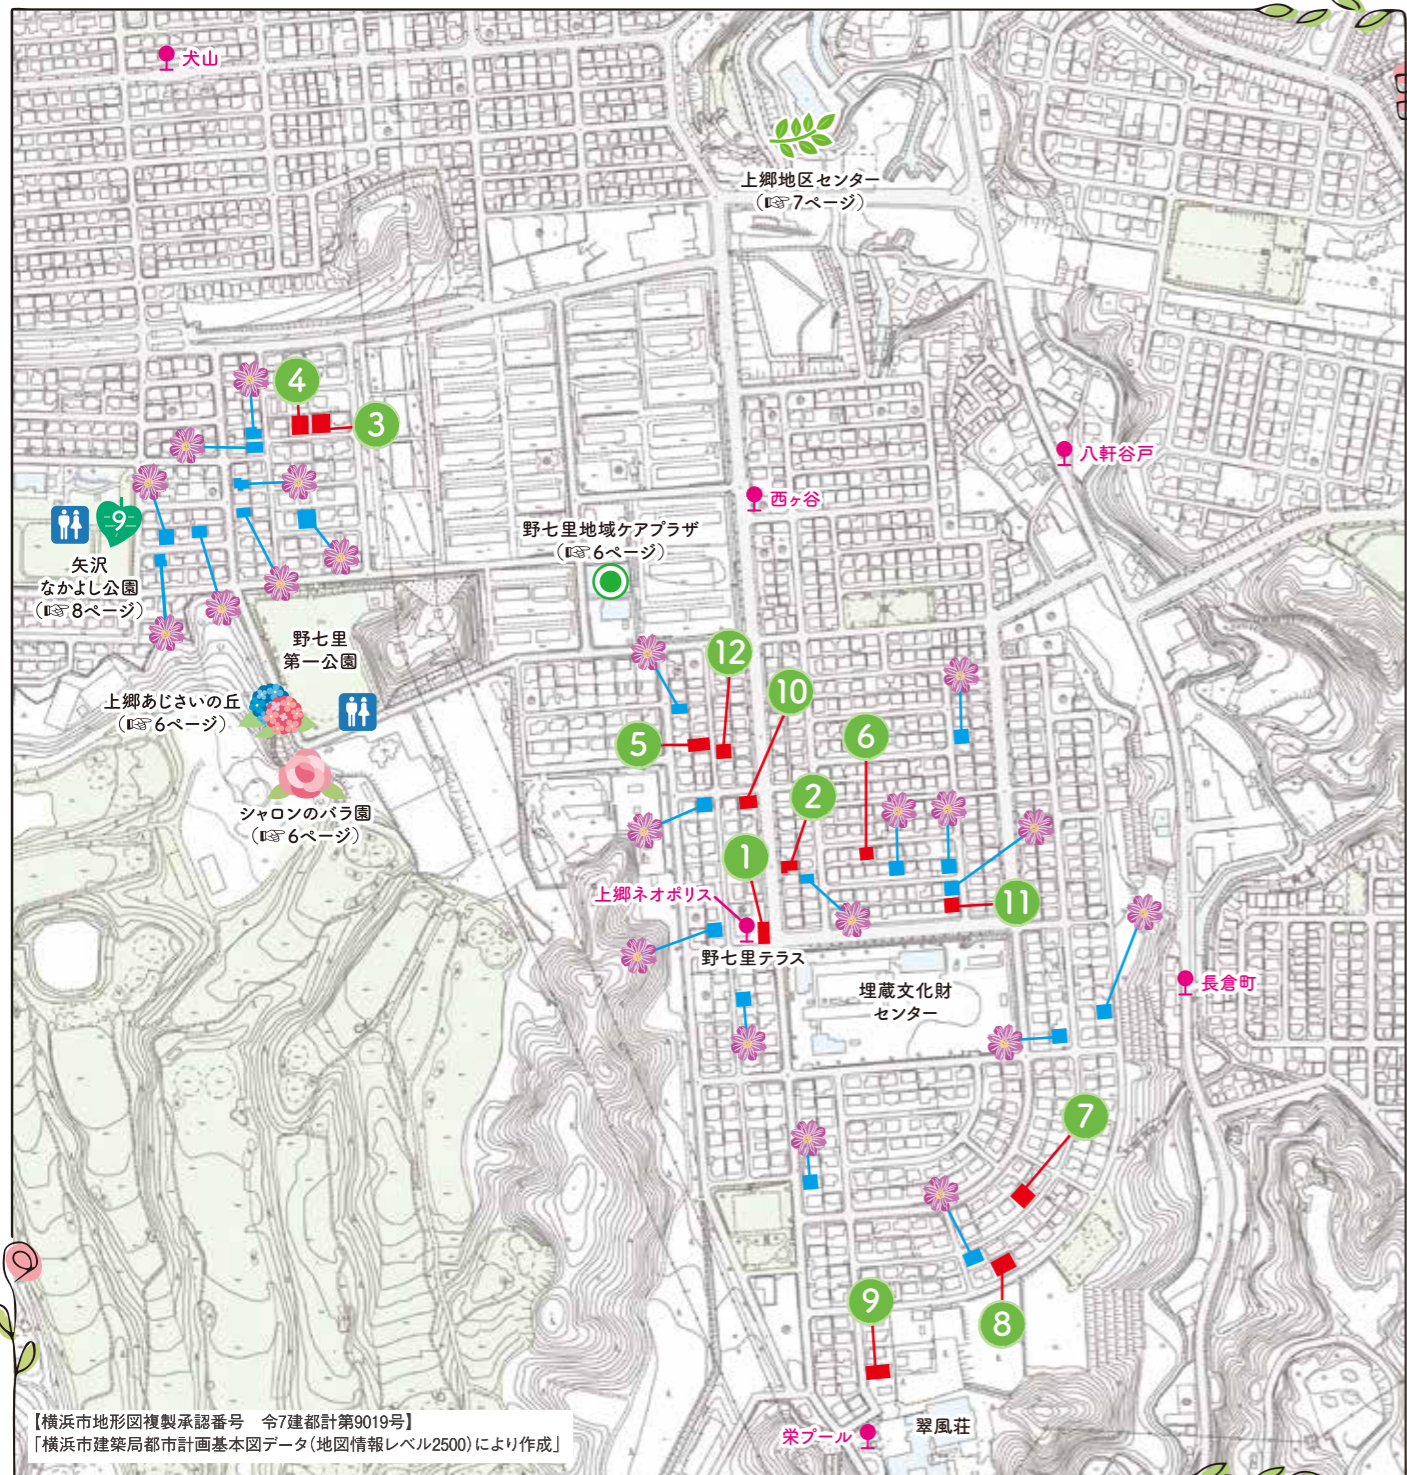 犬山
上郷地区センター
(☞7ページ)
4
3
八軒谷戸
西ヶ谷
9
矢沢
なかよし公園
(☞8ページ)
野七里地域ケアプラザ
(☞6ページ)
野七里
第一公園
12
10
上郷あじさいの丘
(☞6ページ)
5
6
シャロンのバラ園
(☞6ページ)
2
1
上郷ネオポリス
11
野七里テラス
埋蔵文化財
センター
長倉町
7
8
9
栄プール
翠風荘
【横浜市地形図複製承認番号　令7建都計第9019号】
「横浜市建築局都市計画基本図データ(地図情報レベル2500)により作成」